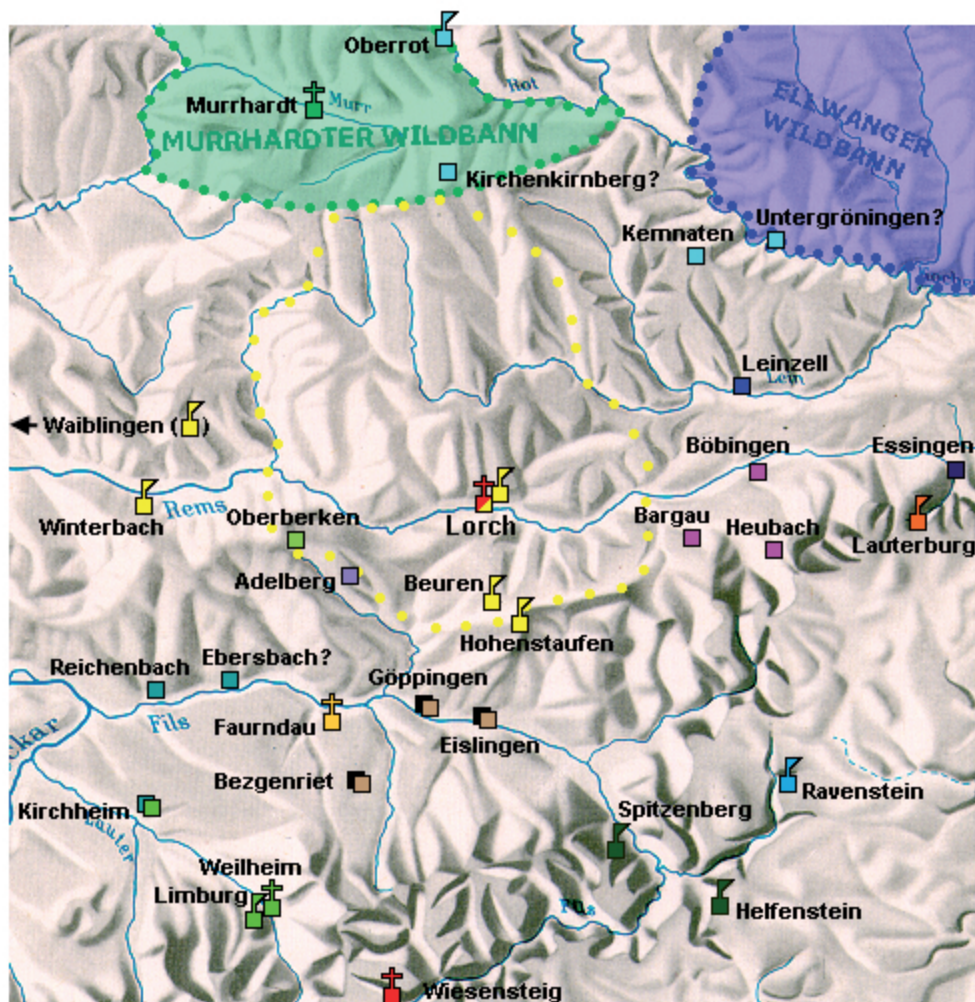 Oberrot
Rot
Murrhardt
Murr
MURRHARDTER WILDBANN
ELLWANGER
WILDBANN
Kirchenkirnberg?
Untergröningen?
Kemnaten
Kocher
Leinzell
Lein
Waiblingen ( )
Böbingen
Essingen
Winterbach
Rems
Oberberken
Lorch
Bargau
Heubach
Lauterburg
Adelberg
Beuren
Hohenstaufen
Reichenbach
Ebersbach?
Göppingen
Fils
Faurndau
Eislingen
Bezgenriet
Ravenstein
Kirchheim
Lauter
Spitzenberg
Weilheim
Limburg
Fils
Helfenstein
Wiesensteig